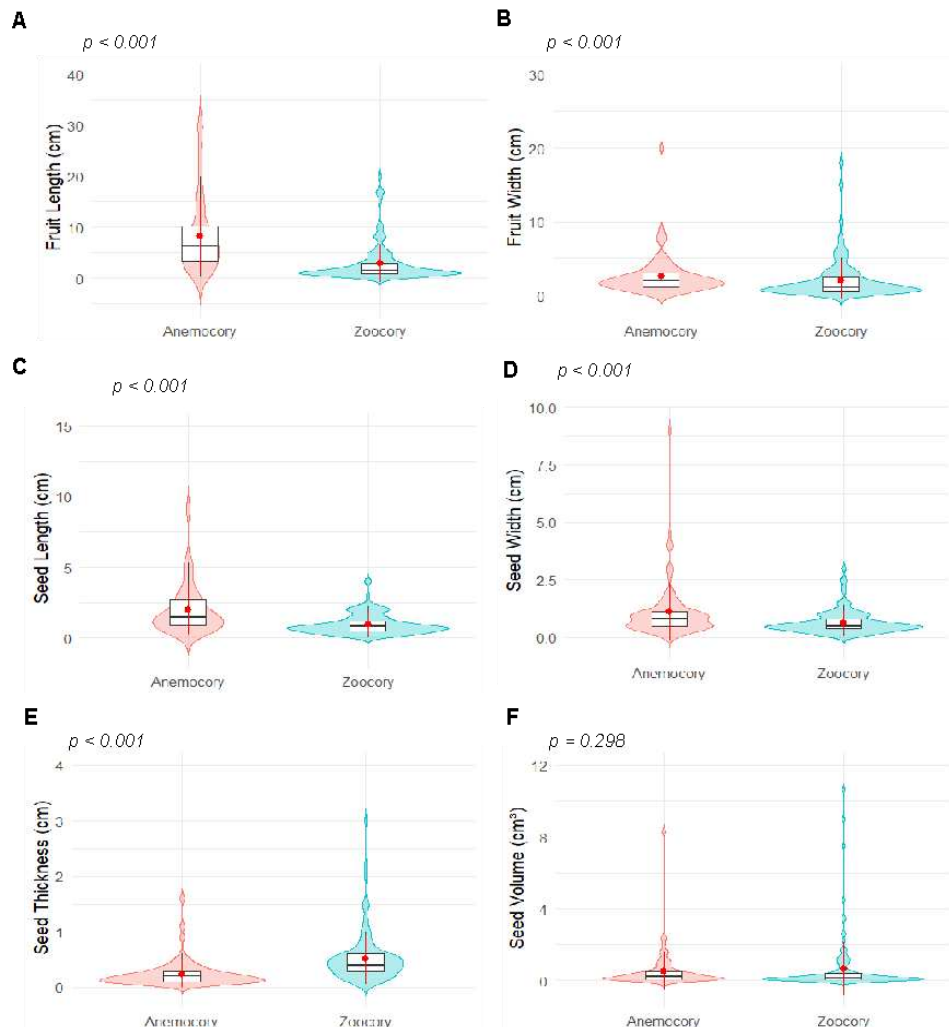 A
p < 0.001
Fruit Length (cm)
40
30
20
10
0
Anemocory
Zoocory
B
p < 0.001
Fruit Width (cm)
30
20
10
0
Anemocory
Zoocory
C
p < 0.001
Seed Length (cm)
15
10
5
0
Anemocory
Zoocory
D
p < 0.001
Seed Width (cm)
10.0
7.5
5.0
2.5
0.0
Anemocory
Zoocory
E
p < 0.001
Seed Thickness (cm)
4
3
2
1
0
Anemocory
Zoocory
F
p = 0.298
Seed Volume (cm³)
12
8
4
0
Anemocory
Zoocory